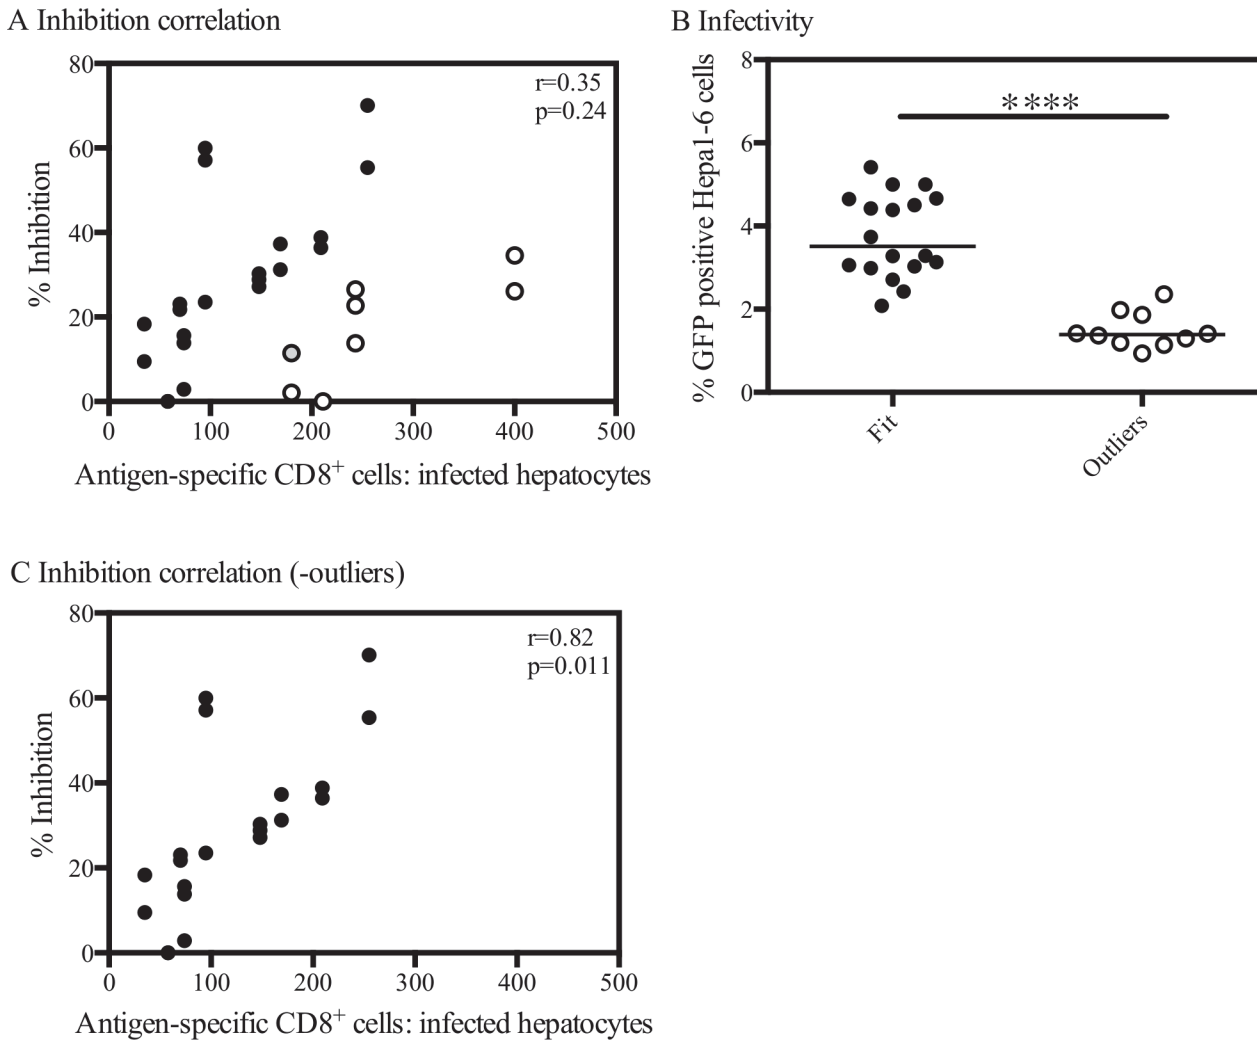 A Inhibition correlation
80
60
40
20
0
% Inhibition
r=0.35
p=0.24
0 100 200 300 400 500
Antigen-specific CD8+ cells: infected hepatocytes
B Infectivity
8
6
4
2
0
% GFP positive Hepa1-6 cells
****
Fit
Outliers
C Inhibition correlation (-outliers)
80
60
40
20
0
% Inhibition
r=0.82
p=0.011
0 100 200 300 400 500
Antigen-specific CD8+ cells: infected hepatocytes